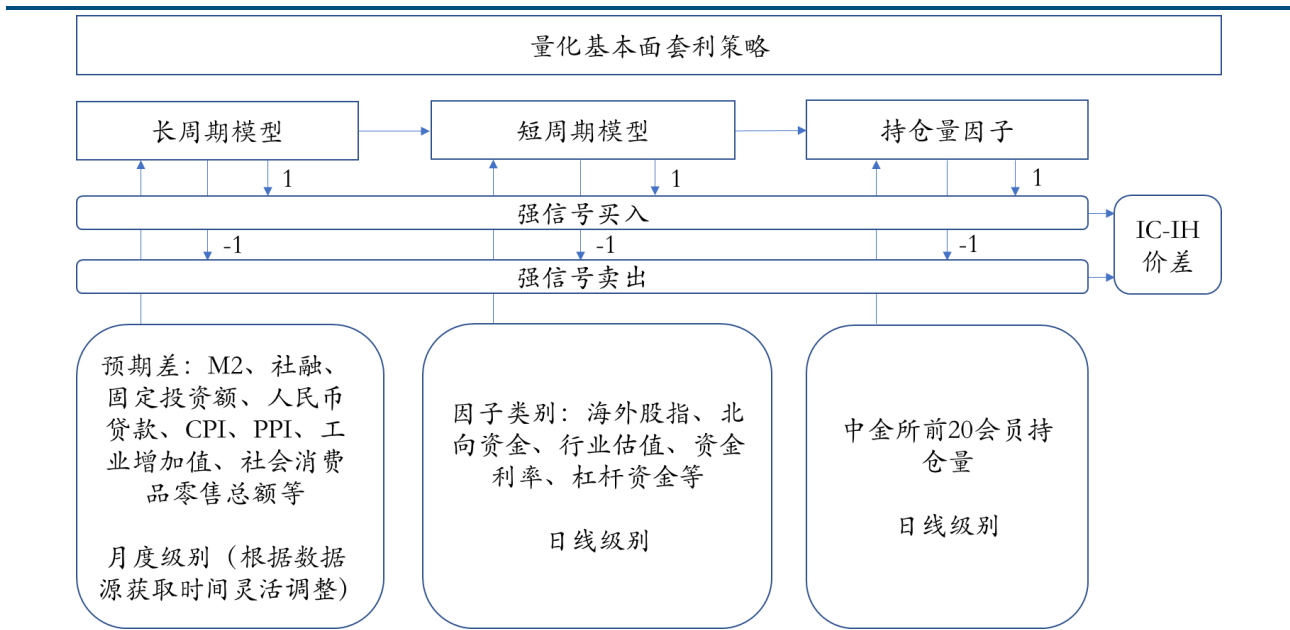 量化基本面套利策略
长周期模型
短周期模型
持仓量因子
1
1
1
强信号买入
-1
-1
-1
强信号卖出
IC-IH
价差
预期差：M2、社融、
固定投资额、人民币
贷款、CPI、PPI、工
业增加值、社会消费
品零售总额等
月度级别（根据数据
源获取时间灵活调整）
因子类别：海外股指、北
向资金、行业估值、资金
利率、杠杆资金等
日线级别
中金所前20会员持
仓量
日线级别